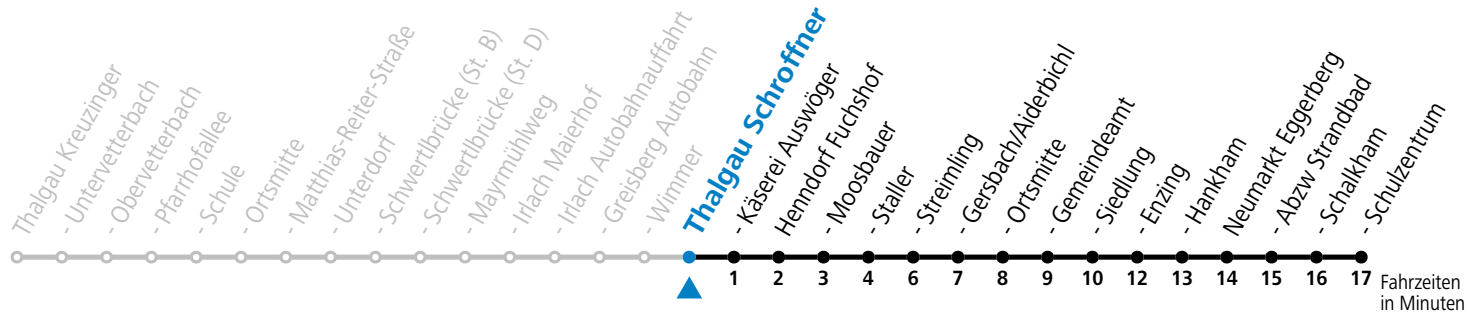 Thalgau Kreuzinger
- Untervetterbach
- Obervetterbach
- Pfarrhofallee
- Schule
- Ortsmitte
- Matthias-Reiter-Straße
- Unterdorf
- Schwertlbrücke (St. B)
- Schwertlbrücke (St. D)
- Mayrmühlweg
- Irlach Maierhof
- Irlach Autobahnauffahrt
- Greisberg Autobahn
- Wimmer
Thalgau Schroffner
- Käserei Auswöger
Henndorf Fuchshof
- Moosbauer
- Staller
- Streimling
- Gersbach/Aiderbichl
- Ortsmitte
- Gemeindeamt
- Siedlung
- Enzing
- Hankham
Neumarkt Eggerberg
- Abzw Strandbad
- Schalkham
- Schulzentrum
1 2 3 4 6 7 8 9 10 12 13 14 15 16 17
Fahrzeiten
in Minuten